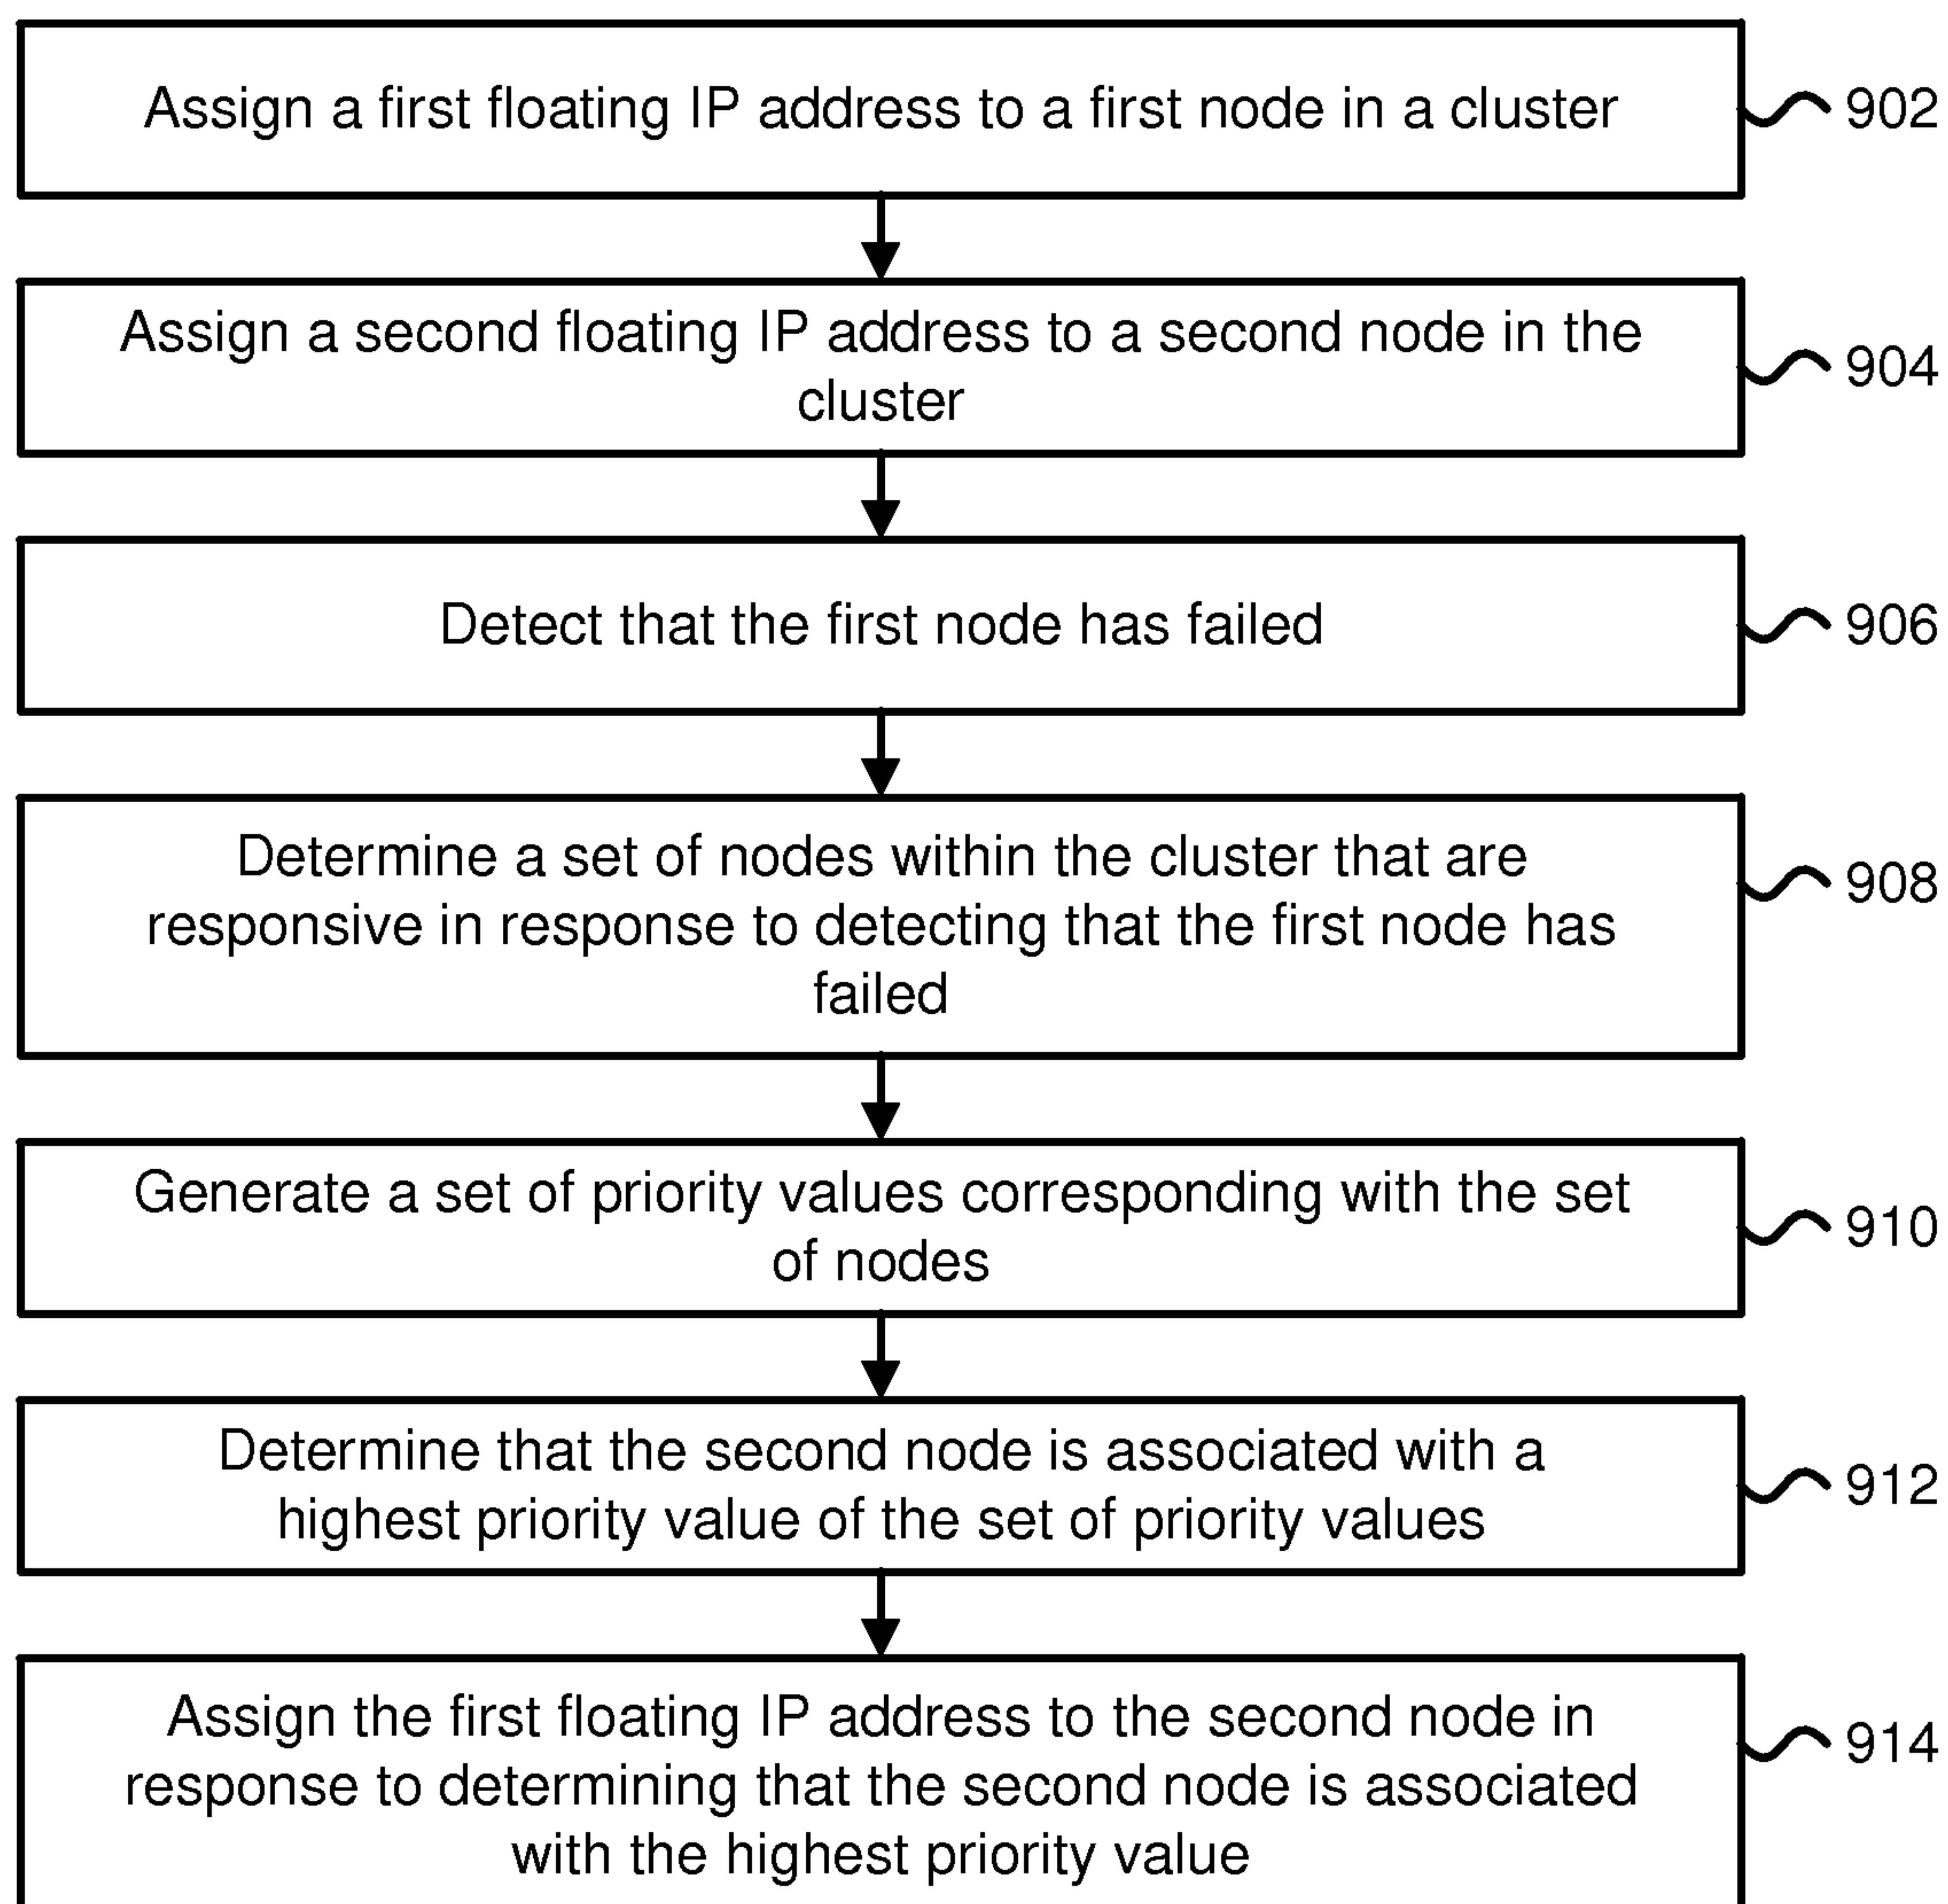 Assign a first floating IP address to a first node in a cluster
902
Assign a second floating IP address to a second node in the
cluster
904
Detect that the first node has failed
906
Determine a set of nodes within the cluster that are
responsive in response to detecting that the first node has
failed
908
Generate a set of priority values corresponding with the set
of nodes
910
Determine that the second node is associated with a
highest priority value of the set of priority values
912
Assign the first floating IP address to the second node in
response to determining that the second node is associated
with the highest priority value
914